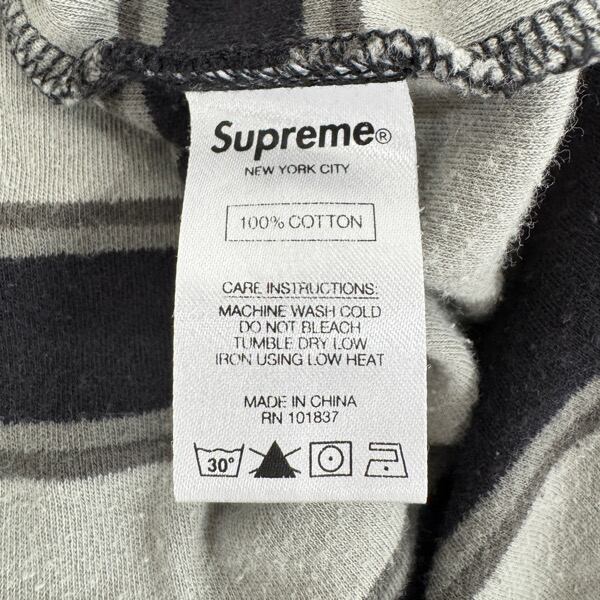 Supreme®
NEW YORK CITY
100% COTTON
CARE INSTRUCTIONS:
MACHINE WASH COLD
DO NOT BLEACH
TUMBLE DRY LOW
IRON USING LOW HEAT
MADE IN CHINA
RN 101837
30°